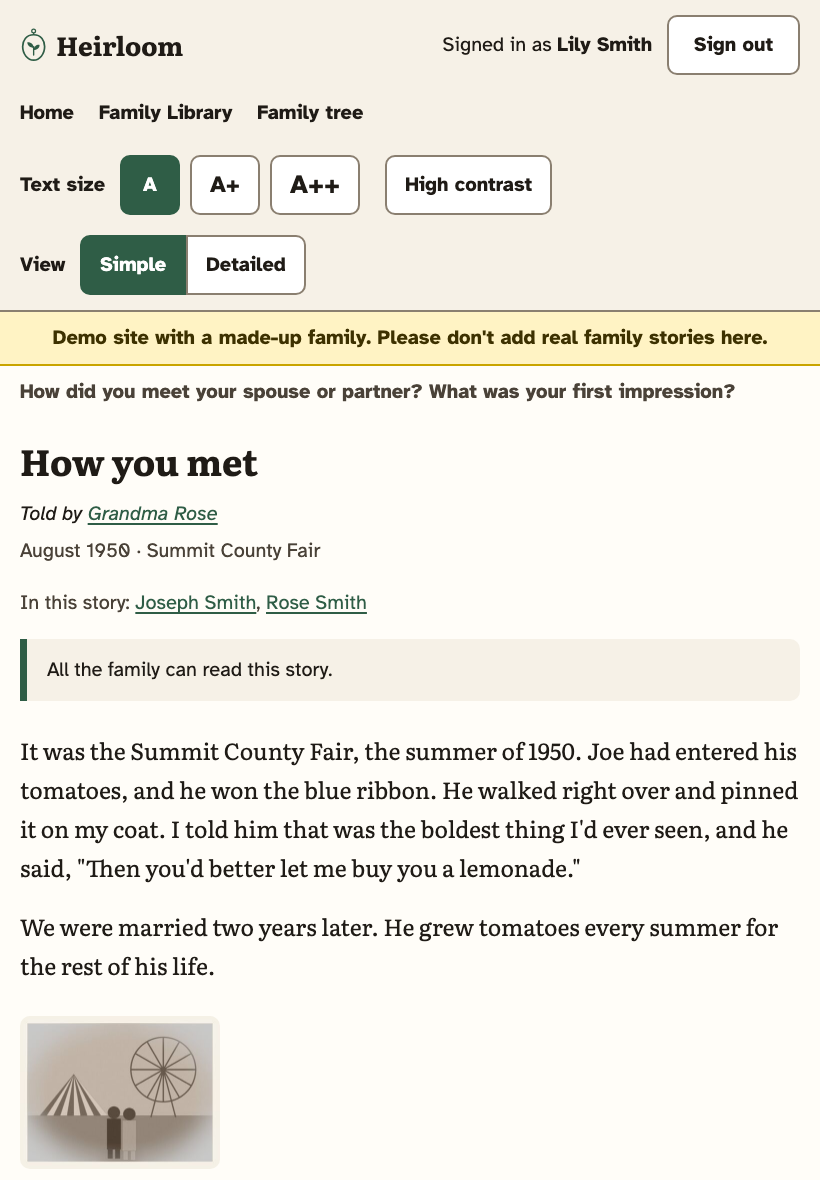 Heirloom
Signed in as Lily Smith
Sign out
Home
Family Library
Family tree
Text size
A
A+
A++
High contrast
View
Simple
Detailed
Demo site with a made-up family. Please don't add real family stories here.
How did you meet your spouse or partner? What was your first impression?
How you met
Told by Grandma Rose
August 1950 · Summit County Fair
In this story: Joseph Smith, Rose Smith
All the family can read this story.
It was the Summit County Fair, the summer of 1950. Joe had entered his
tomatoes, and he won the blue ribbon. He walked right over and pinned
it on my coat. I told him that was the boldest thing I'd ever seen, and he
said, "Then you'd better let me buy you a lemonade."
We were married two years later. He grew tomatoes every summer for
the rest of his life.